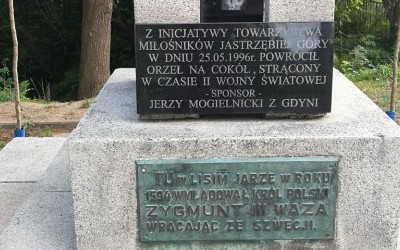 Z INICJATYWY TOWARZYSTWA
MIŁOŚNIKÓW JASTRZĘBIEJ GÓRY
W DNIU 25.05.1996r. POWRÓCIŁ
ORZEŁ NA COKÓŁ, STRĄCONY
W CZASIE II WOJNY ŚWIATOWEJ
- SPONSOR -
JERZY MOGIELNICKI Z GDYNI
TU w LISIM JARZE w ROKU
1594 WYLĄDOWAŁ KRÓL POLSKI
ZYGMUNT III WAZA
WRACAJĄC ZE SZWECJI.